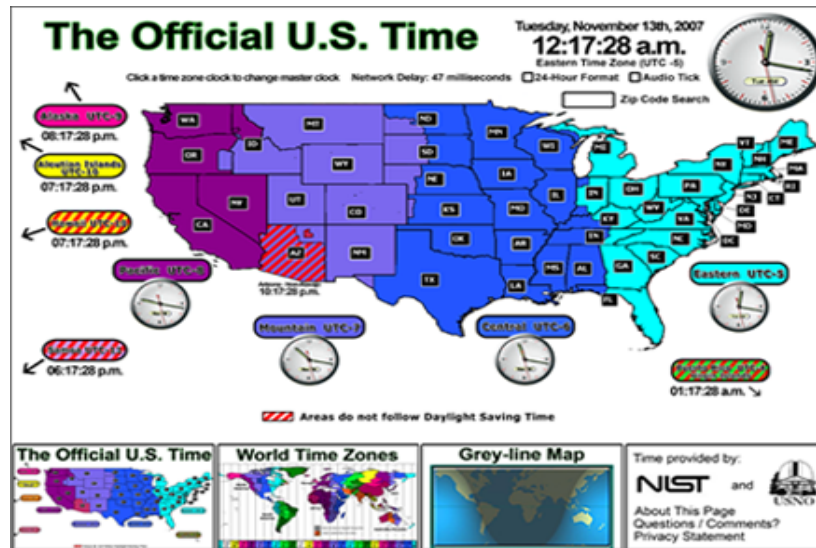 The Official U.S. Time
Tuesday, November 13th, 2007
12:17:28 a.m.
Eastern Time Zone (UTC -5)
Click a time zone clock to change master clock
Network Delay: 47 milliseconds
24-Hour Format
Audio Tick
Zip Code Search
Alaska UTC-9
08:17:28 p.m.
Aleutian Islands
UTC-10
07:17:28 p.m.
07:17:28 p.m.
06:17:28 p.m.
WA
OR
CA
NV
ID
MT
WY
UT
CO
AZ
NM
ND
SD
NE
KS
OK
TX
MN
IA
MO
AR
LA
WI
IL
MS
AL
TN
MI
IN
OH
KY
WV
VA
NC
SC
GA
FL
PA
NY
VT
NH
ME
MA
RI
CT
NJ
DE
MD
DC
10:17:28 p.m.
Pacific UTC-8
Mountain UTC-7
Central UTC-6
Eastern UTC-5
01:17:28 a.m.
Areas do not follow Daylight Saving Time
The Official U.S. Time
World Time Zones
Grey-line Map
Time provided by:
NIST and
USNO
About This Page
Questions / Comments?
Privacy Statement